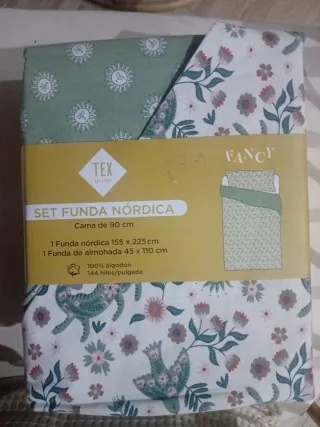 TEX
HOME
FANCY
SET FUNDA NÓRDICA
Cama de 90 cm
1 Funda nórdica 155 x 225 cm
1 Funda de almohada 45 x 110 cm
100% algodón
144 hilos/pulgada